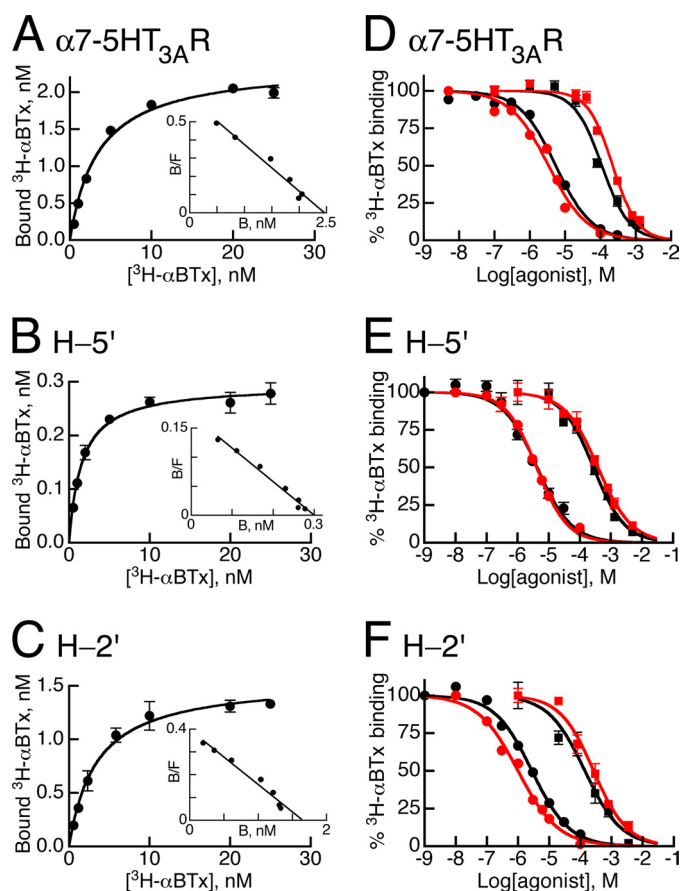 A α7-5HT3AR
Bound ³H-αBTx, nM
2.0
1.5
1.0
0.5
0.0
0 10 20 30
[³H-αBTx], nM
B/F
0.5
0
0 2.5
B, nM
D α7-5HT3AR
% ³H-αBTx binding
100
75
50
25
0
-9 -8 -7 -6 -5 -4 -3 -2
Log[agonist], M
B H–5'
Bound ³H-αBTx, nM
0.3
0.2
0.1
0.0
0 10 20 30
[³H-αBTx], nM
B/F
0.15
0
0 0.3
B, nM
E H–5'
% ³H-αBTx binding
100
75
50
25
0
-9 -8 -7 -6 -5 -4 -3 -2 -1
Log[agonist], M
C H–2'
Bound ³H-αBTx, nM
1.5
1.0
0.5
0.0
0 10 20 30
[³H-αBTx], nM
B/F
0.4
0
0 2
B, nM
F H–2'
% ³H-αBTx binding
100
75
50
25
0
-9 -8 -7 -6 -5 -4 -3 -2 -1
Log[agonist], M